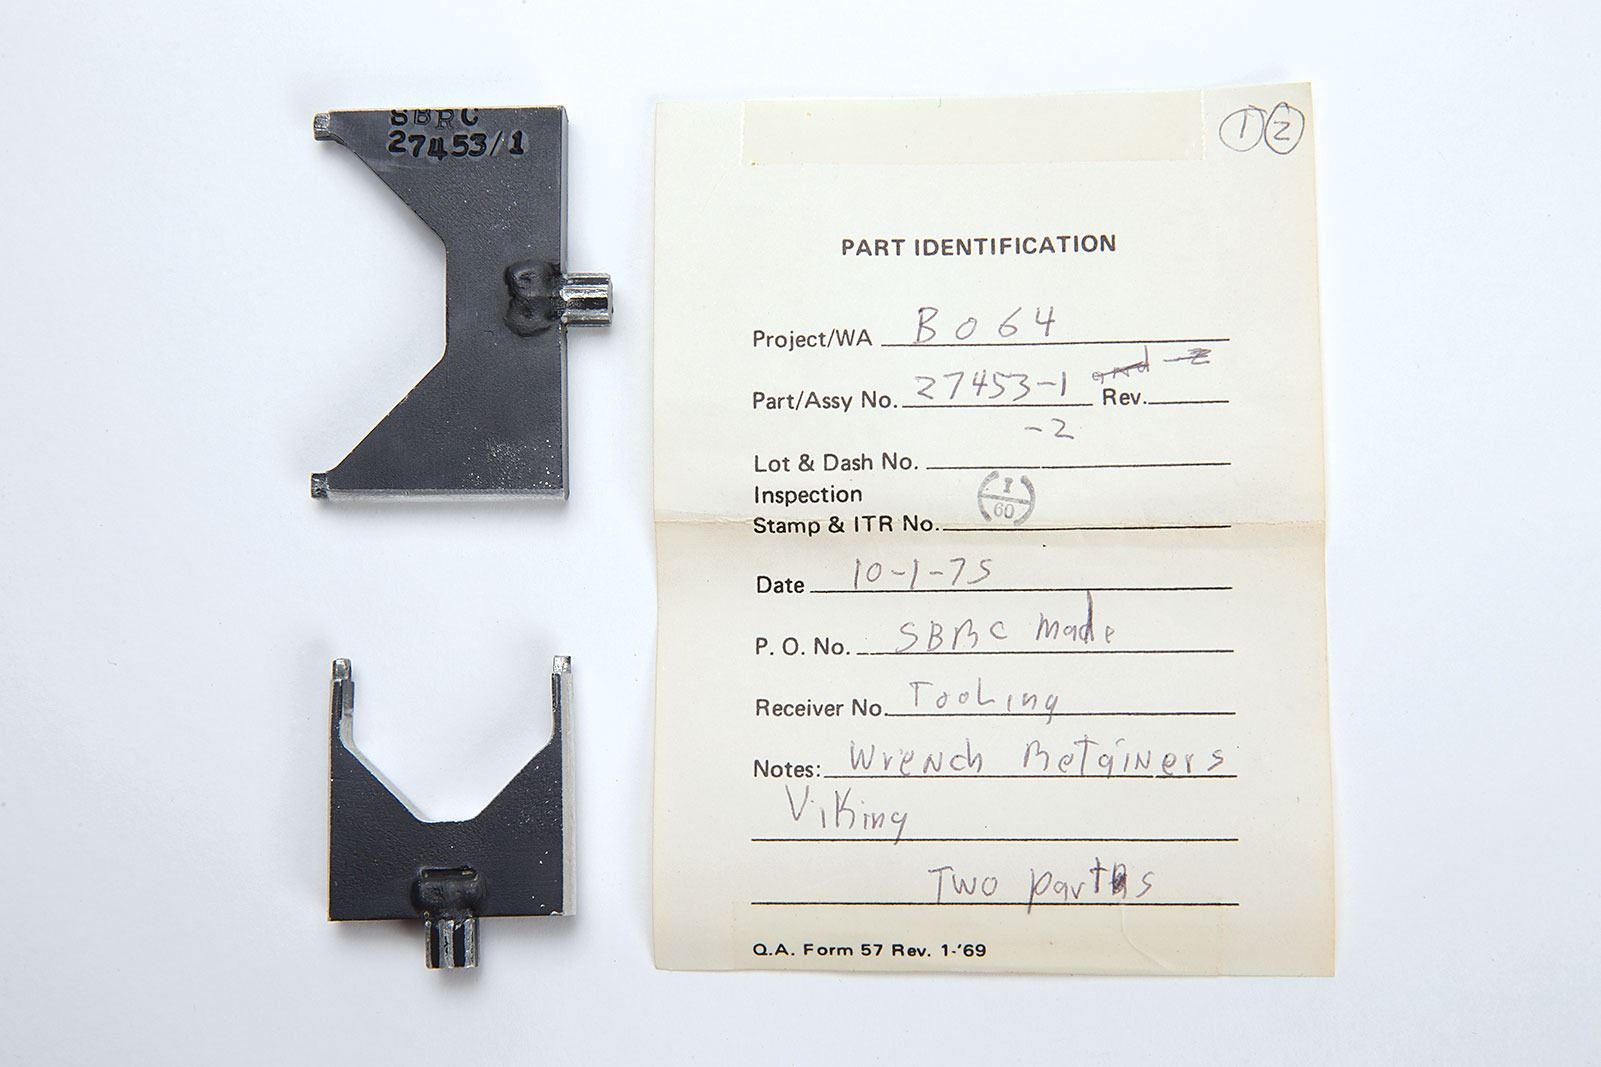 SBRC
27453/1
1 2
PART IDENTIFICATION
Project/WA B064
Part/Assy No. 27453-1 and -2 Rev.
-2
Lot & Dash No.
Inspection
Stamp & ITR No. I 60
Date 10-1-75
P. O. No. SBRC Made
Receiver No. Tooling
Notes: Wrench Retainers
Viking
Two parts
Q.A. Form 57 Rev. 1-'69